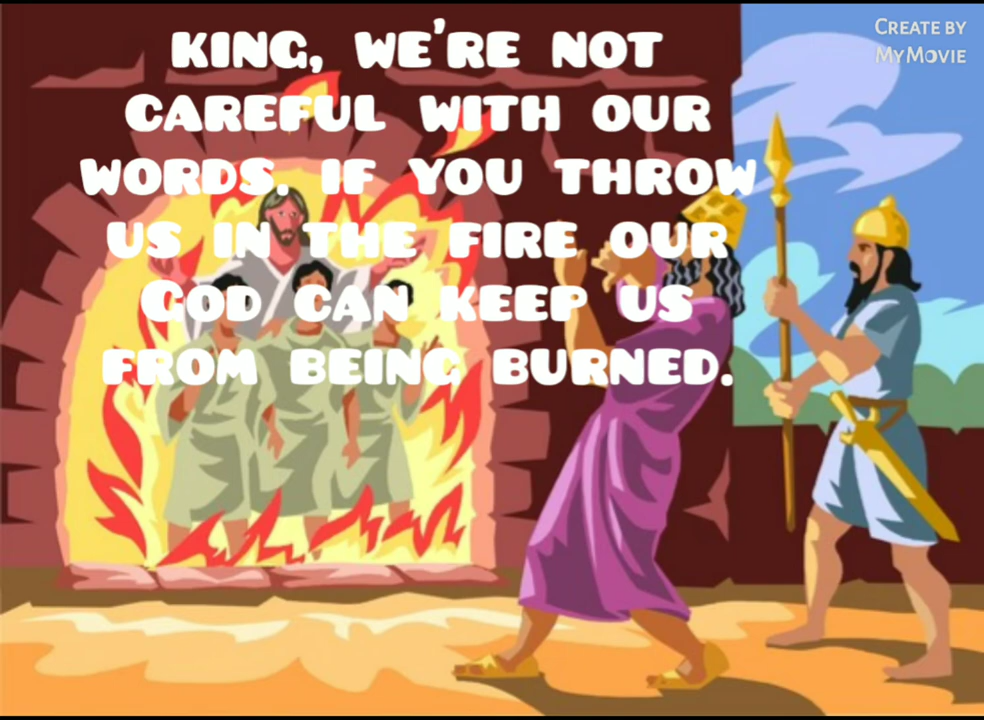 KING, WE'RE NOT
CAREFUL WITH OUR
WORDS. IF YOU THROW
US IN THE FIRE OUR
GOD CAN KEEP US
FROM BEING BURNED.
CREATE BY
MYMOVIE